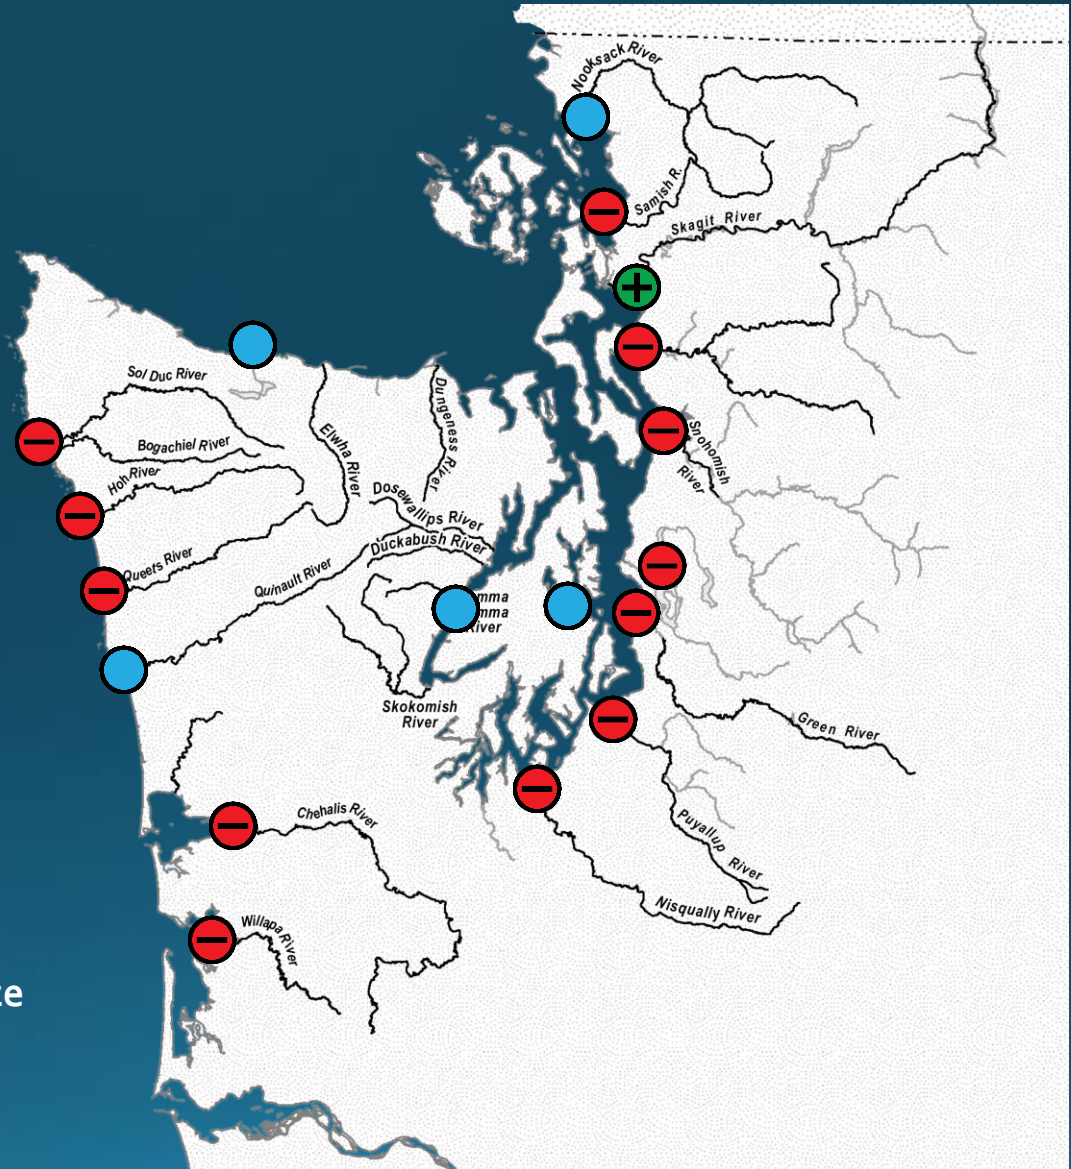 Nooksack River
Samish R.
Skagit River
Sol Duc River
Bogachiel River
Hoh River
Queets River
Quinault River
Elwha River
Dungeness River
Dosewallips River
Duckabush River
mma
mma
River
Skokomish
River
Snohomish
River
Green River
Puyallup River
Nisqually River
Chehalis River
Willapa River